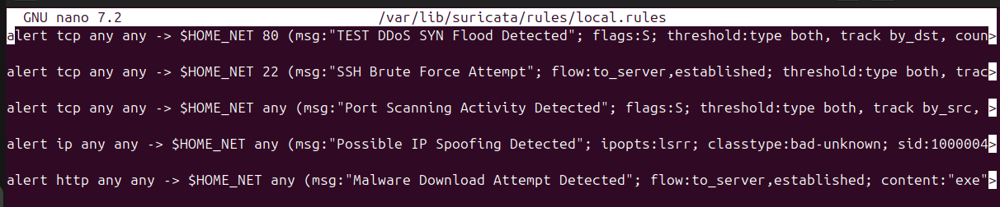 GNU nano 7.2 /var/lib/suricata/rules/local.rules
alert tcp any any -> $HOME_NET 80 (msg:"TEST DDoS SYN Flood Detected"; flags:S; threshold:type both, track by_dst, coun>
alert tcp any any -> $HOME_NET 22 (msg:"SSH Brute Force Attempt"; flow:to_server,established; threshold:type both, trac>
alert tcp any any -> $HOME_NET any (msg:"Port Scanning Activity Detected"; flags:S; threshold:type both, track by_src, >
alert ip any any -> $HOME_NET any (msg:"Possible IP Spoofing Detected"; ipopts:lsrr; classtype:bad-unknown; sid:1000004>
alert http any any -> $HOME_NET any (msg:"Malware Download Attempt Detected"; flow:to_server,established; content:"exe">